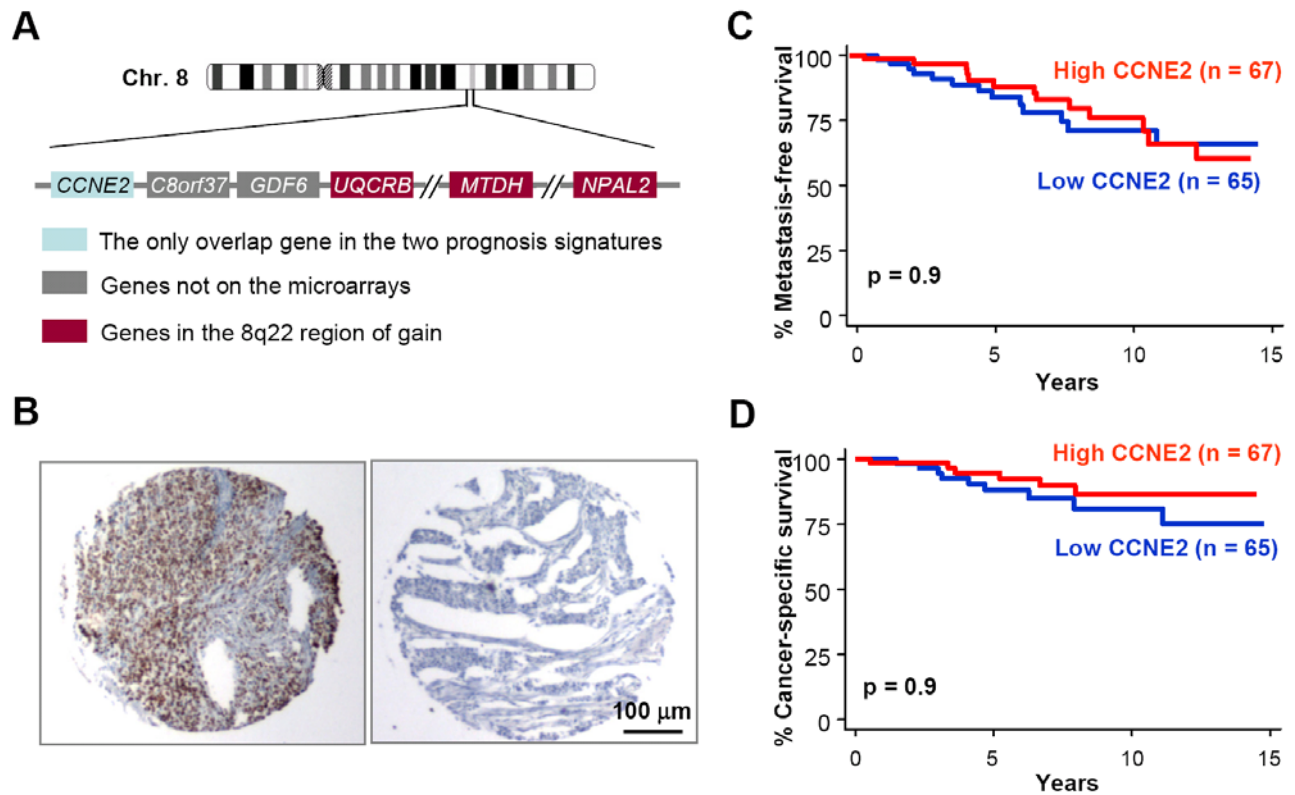 A
Chr. 8
CCNE2 C8orf37 GDF6 UQCRB // MTDH // NPAL2
The only overlap gene in the two prognosis signatures
Genes not on the microarrays
Genes in the 8q22 region of gain
B
100 μm
C
% Metastasis-free survival
100
75
50
25
0
High CCNE2 (n = 67)
Low CCNE2 (n = 65)
p = 0.9
0 5 10 15
Years
D
% Cancer-specific survival
100
75
50
25
0
High CCNE2 (n = 67)
Low CCNE2 (n = 65)
p = 0.9
0 5 10 15
Years